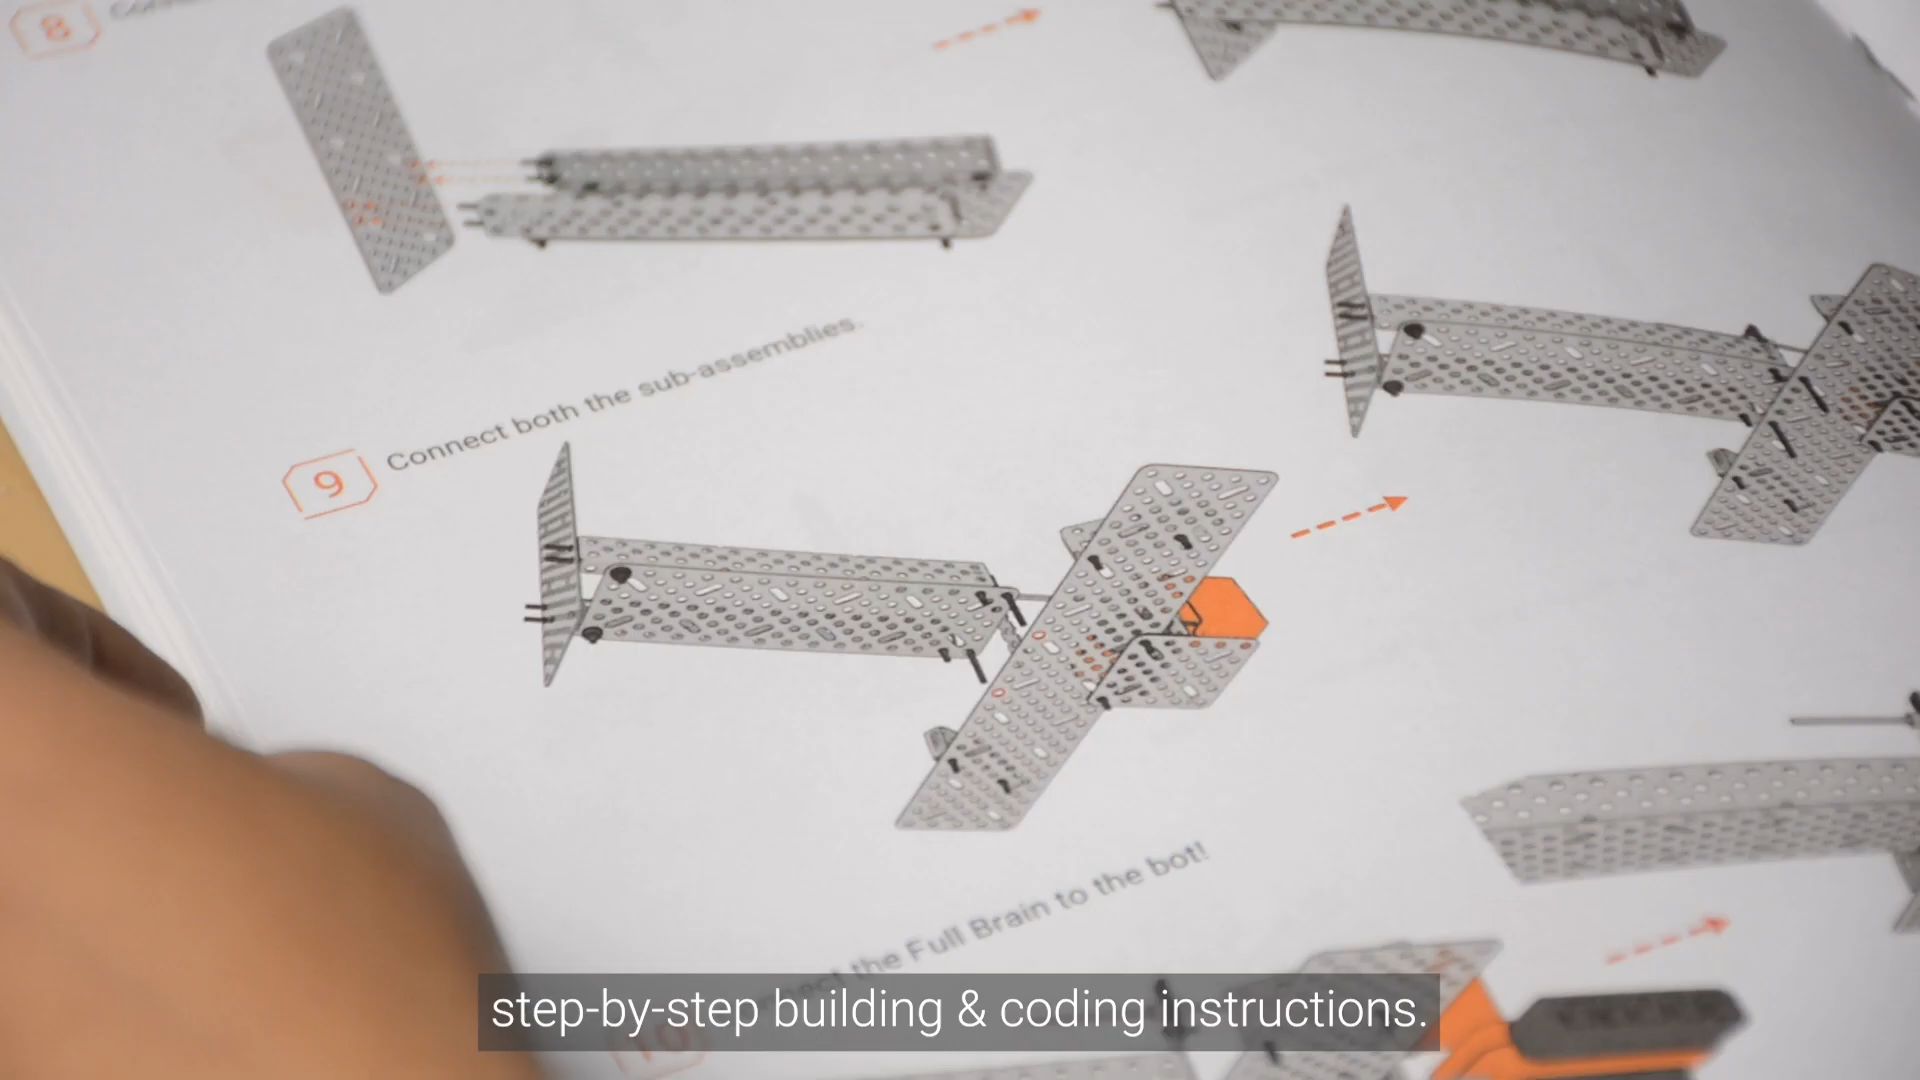 8
9
Connect both the sub-assemblies.
10
the Full Brain to the bot!
step-by-step building & coding instructions.